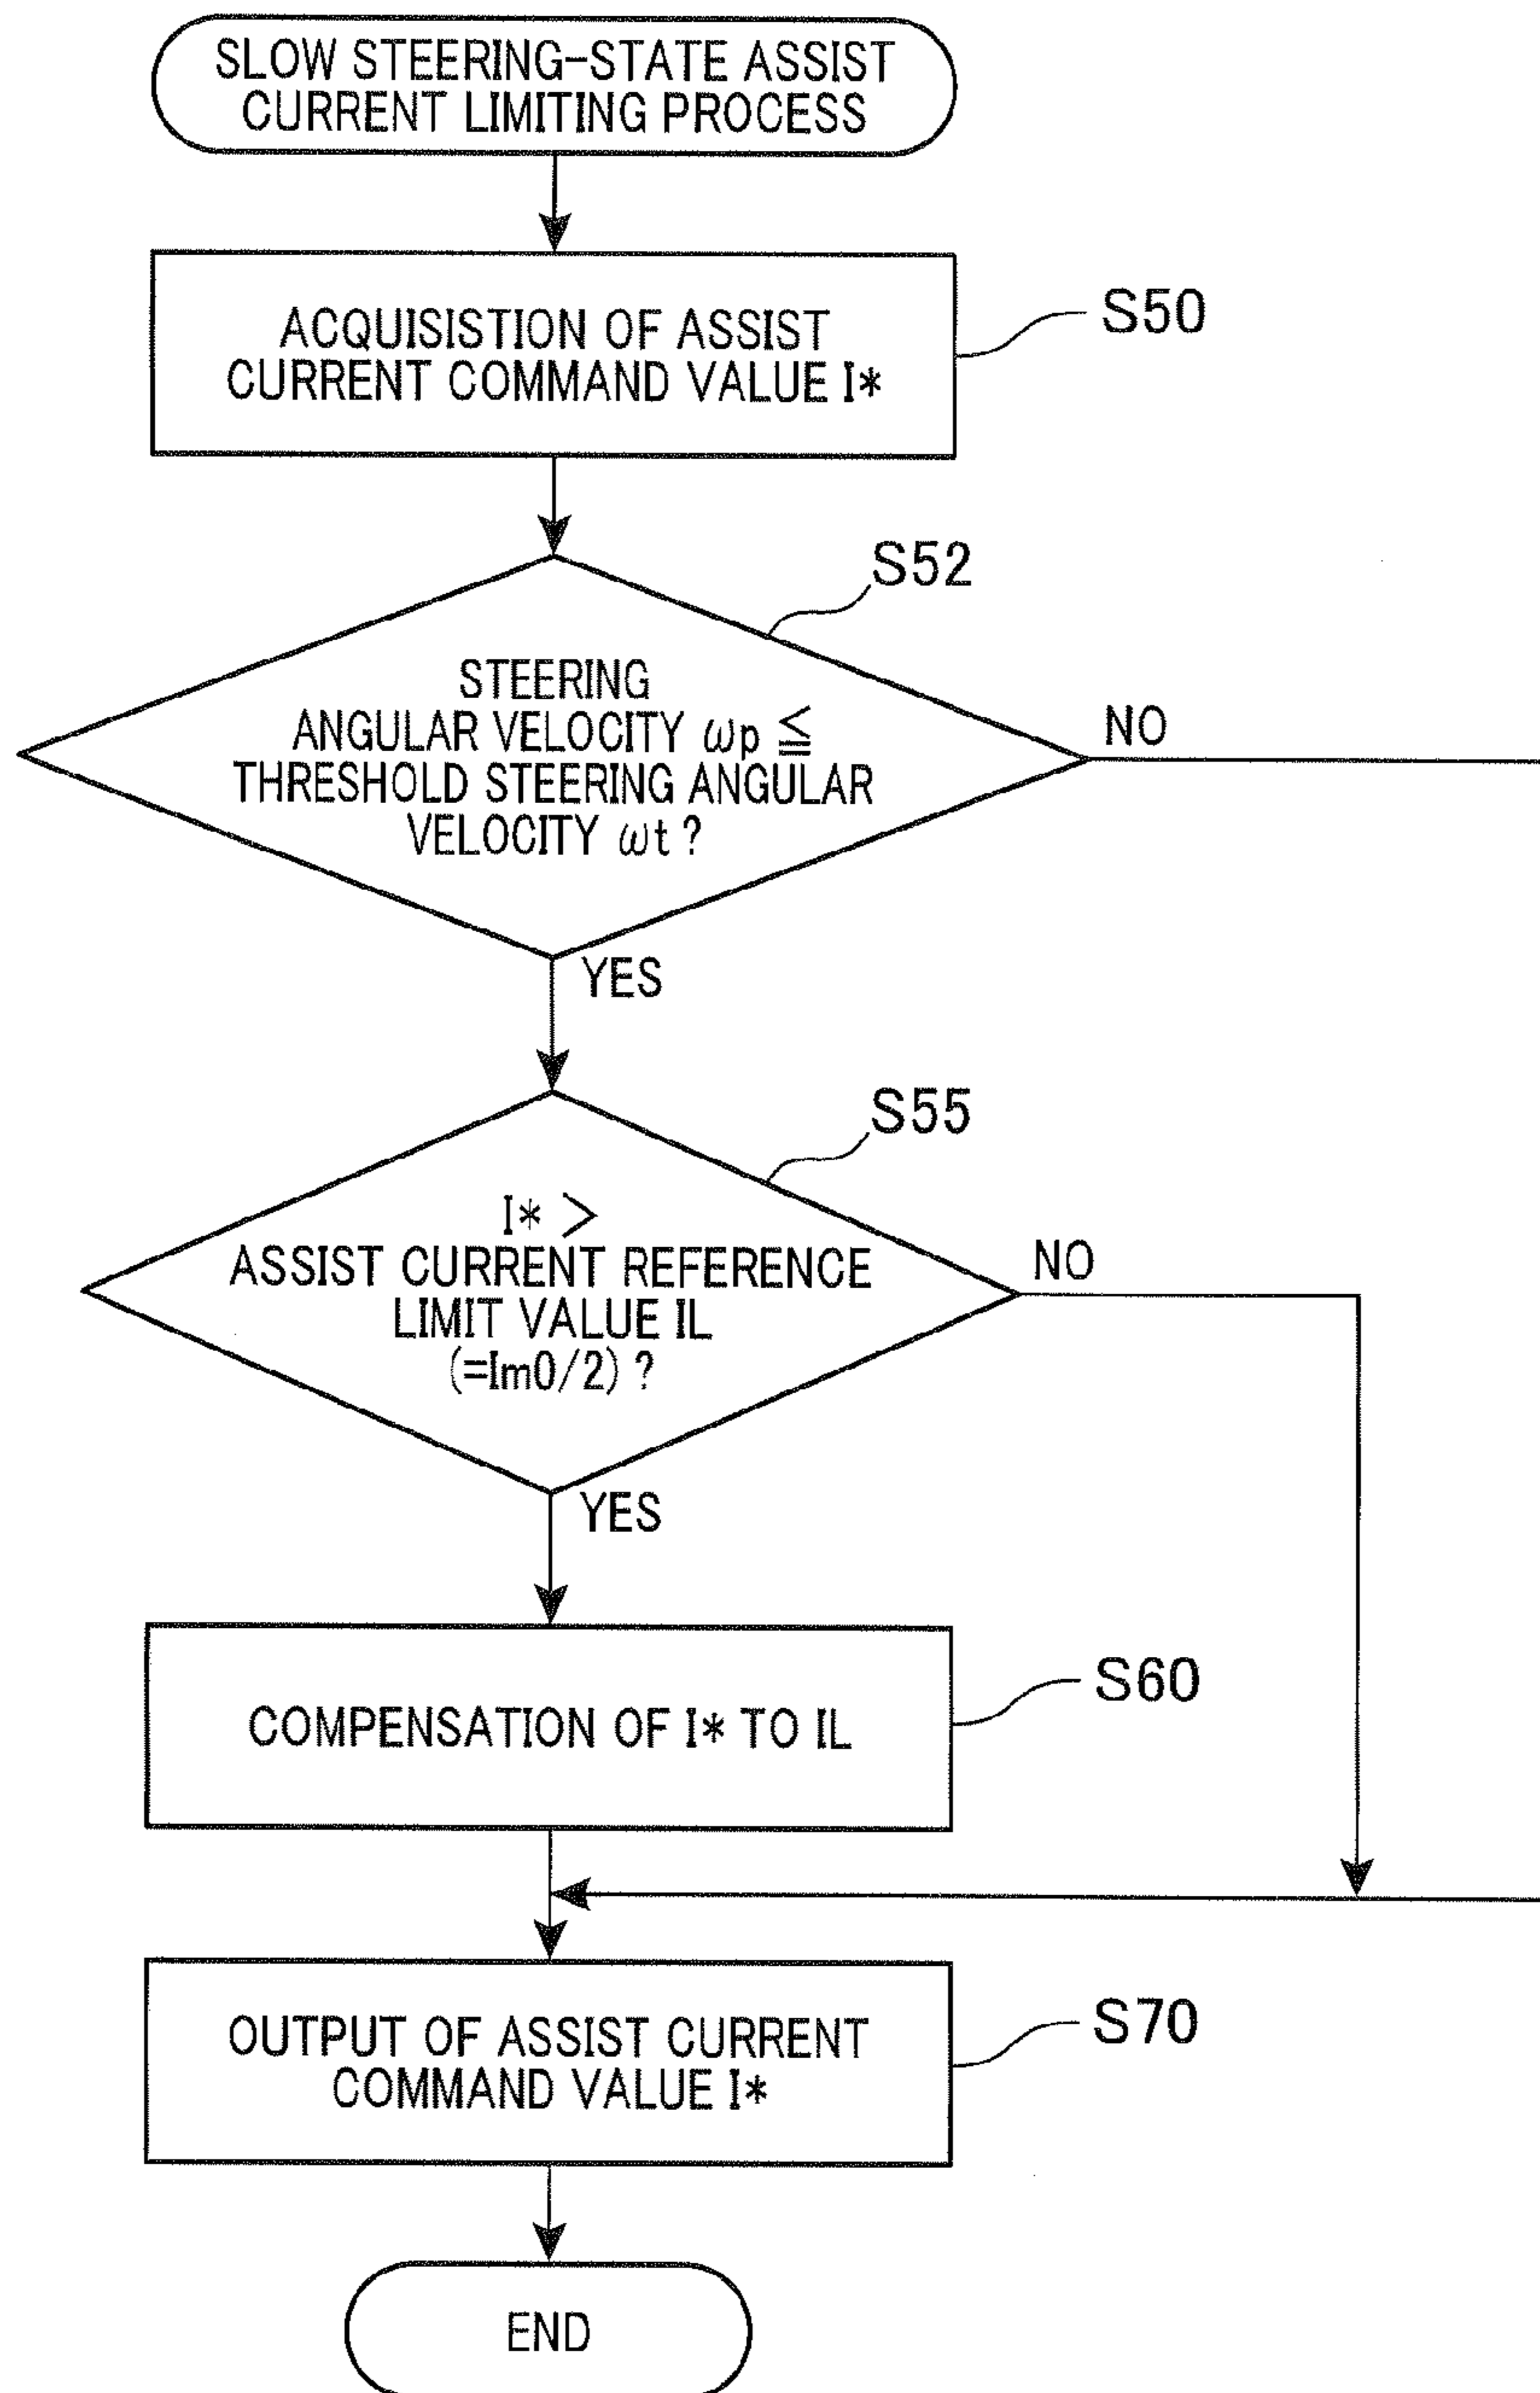 SLOW STEERING-STATE ASSIST
CURRENT LIMITING PROCESS
ACQUISISTION OF ASSIST
CURRENT COMMAND VALUE I*
S50
S52
STEERING
ANGULAR VELOCITY ωp ≦
THRESHOLD STEERING ANGULAR
VELOCITY ωt ?
NO
YES
S55
I* >
ASSIST CURRENT REFERENCE
LIMIT VALUE IL
(=Im0/2) ?
NO
YES
COMPENSATION OF I* TO IL
S60
OUTPUT OF ASSIST CURRENT
COMMAND VALUE I*
S70
END